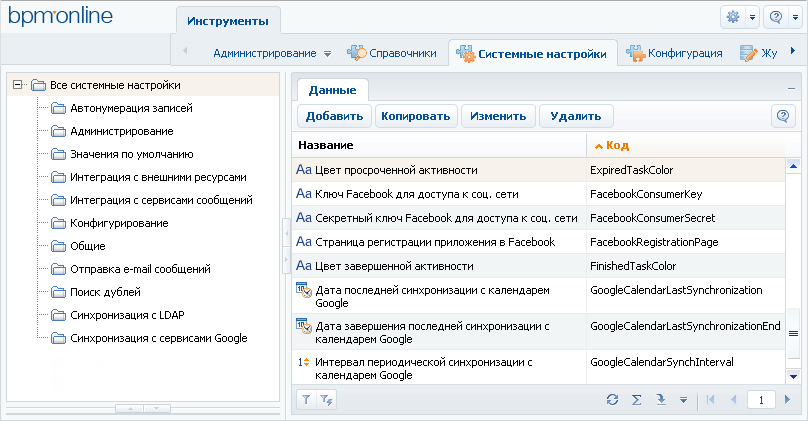 bpm'online
Инструменты
Администрирование
Справочники
Системные настройки
Конфигурация
Жу
Все системные настройки
Автонумерация записей
Администрирование
Значения по умолчанию
Интеграция с внешними ресурсами
Интеграция с сервисами сообщений
Конфигурирование
Общие
Отправка e-mail сообщений
Поиск дублей
Синхронизация с LDAP
Синхронизация с сервисами Google
Данные
Добавить Копировать Изменить Удалить
Название Код
Aa Цвет просроченной активности ExpiredTaskColor
Aa Ключ Facebook для доступа к соц. сети FacebookConsumerKey
Aa Секретный ключ Facebook для доступа к соц. сети FacebookConsumerSecret
Aa Страница регистрации приложения в Facebook FacebookRegistrationPage
Aa Цвет завершенной активности FinishedTaskColor
Дата последней синхронизации с календарем GoogleCalendarLastSynchronization
Google
Дата завершения последней синхронизации с GoogleCalendarLastSynchronizationEnd
календарем Google
1 Интервал периодической синхронизации с GoogleCalendarSynchInterval
календарем Google
1